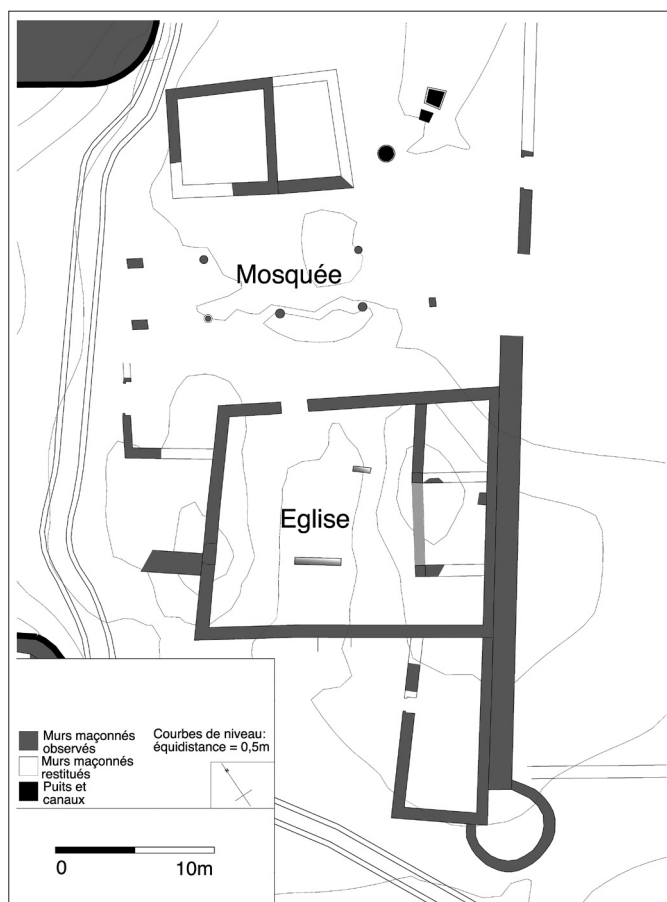 Mosquée
Eglise
Murs maçonnés
observés
Murs maçonnés
restitués
Puits et
canaux
Courbes de niveau:
équidistance = 0,5m
0 10m